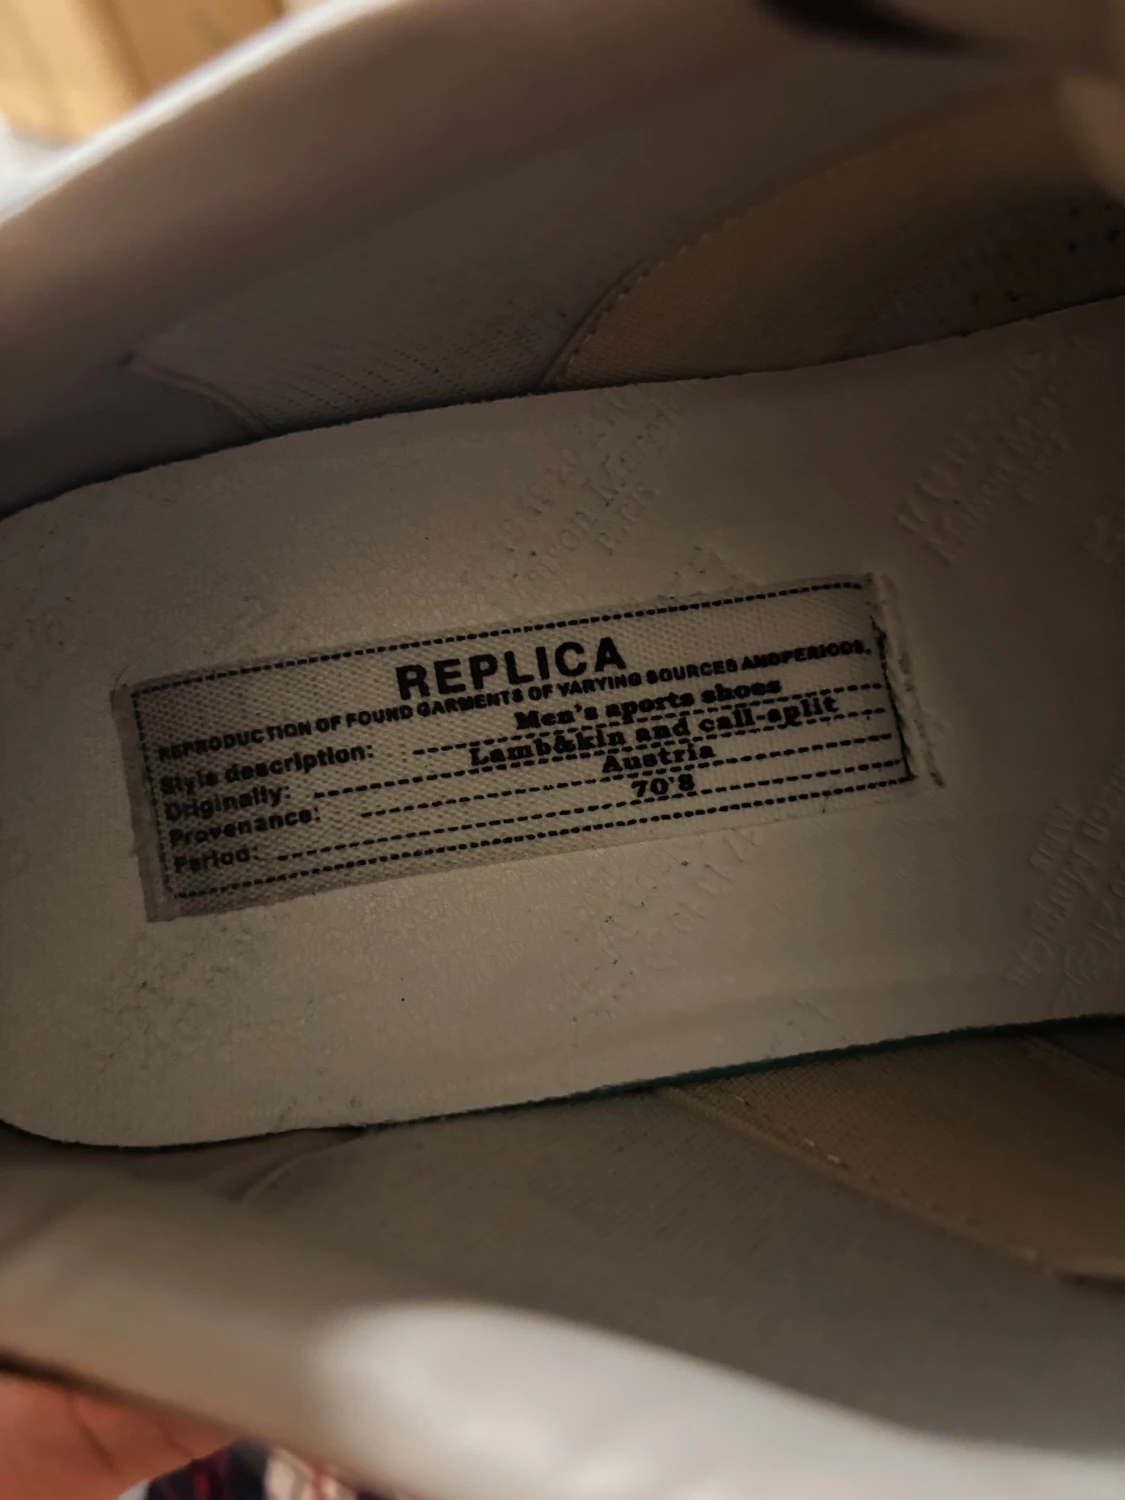 REPLICA
REPRODUCTION OF FOUND GARMENTS OF VARYING SOURCES ANDPERIODS.
Style description: Men's sports shoes
Originally: Lamb&kin and call-split
Provenance: Austria
Period: 70's